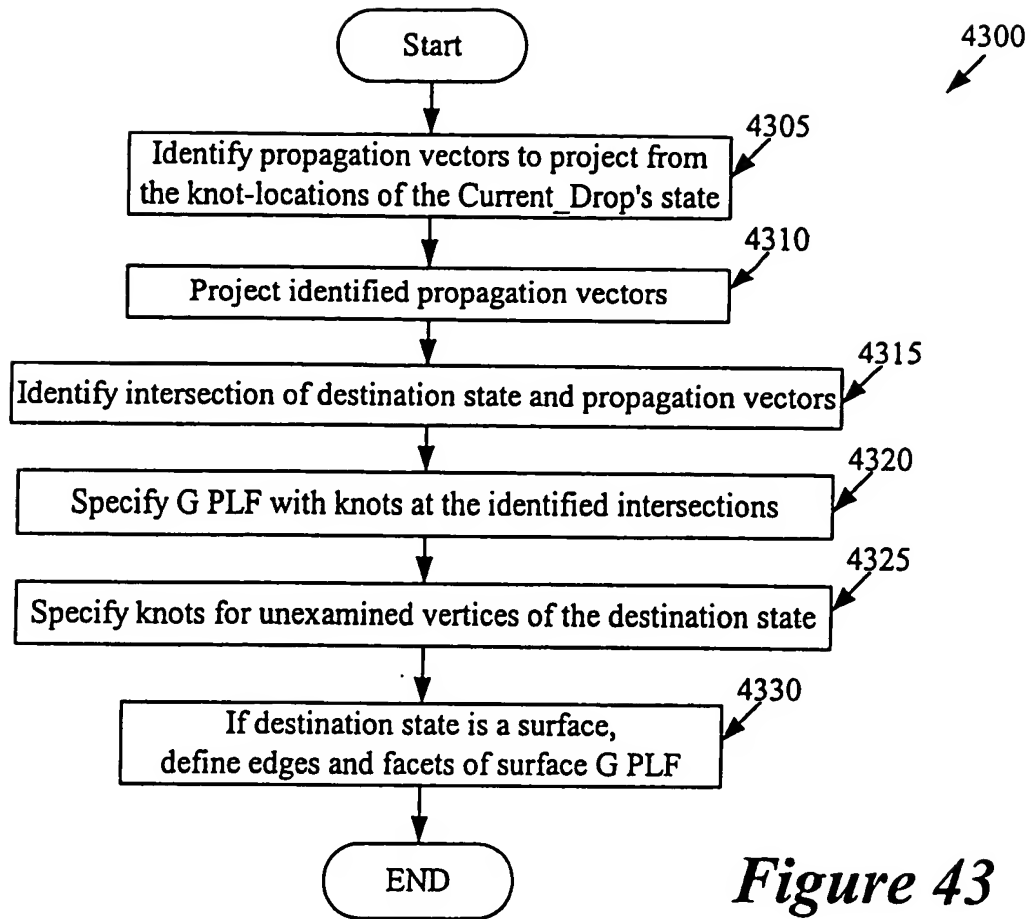 Start
4300
4305
Identify propagation vectors to project from
the knot-locations of the Current_Drop's state
4310
Project identified propagation vectors
4315
Identify intersection of destination state and propagation vectors
4320
Specify G PLF with knots at the identified intersections
4325
Specify knots for unexamined vertices of the destination state
4330
If destination state is a surface,
define edges and facets of surface G PLF
END
Figure 43